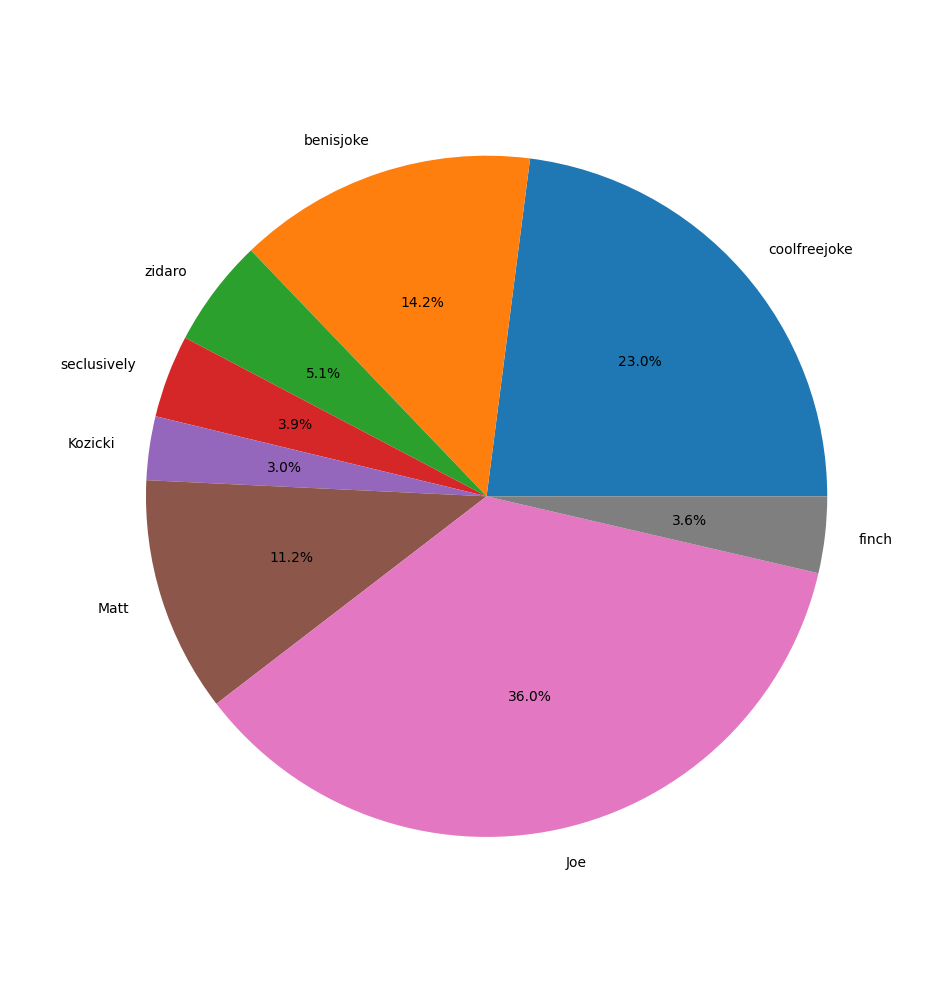 benisjoke
coolfreejoke
zidaro
14.2%
23.0%
seclusively
5.1%
3.9%
Kozicki
3.0%
3.6%
finch
11.2%
Matt
36.0%
Joe